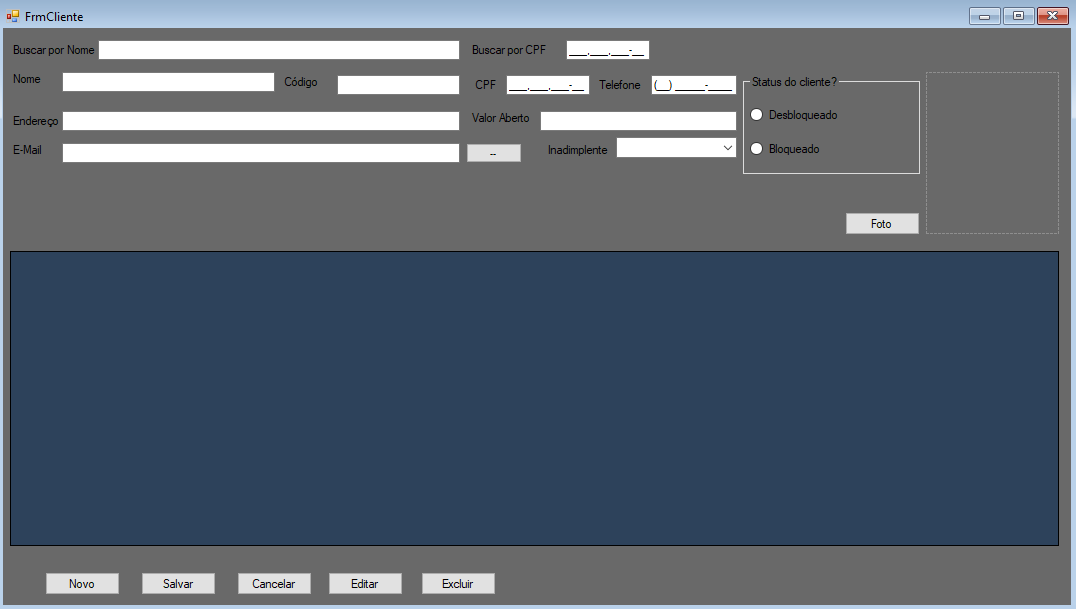 FrmCliente
Buscar por Nome
Buscar por CPF ___.___.___-__
Nome
Código
CPF ___.___.___-__
Telefone (__) _____-____
Status do cliente?
Endereço
Valor Aberto
Desbloqueado
E-Mail
--
Inadimplente
Bloqueado
Foto
Novo Salvar Cancelar Editar Excluir